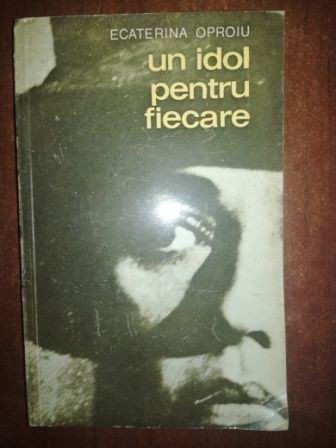 ECATERINA OPROIU
un idol
pentru
fiecare